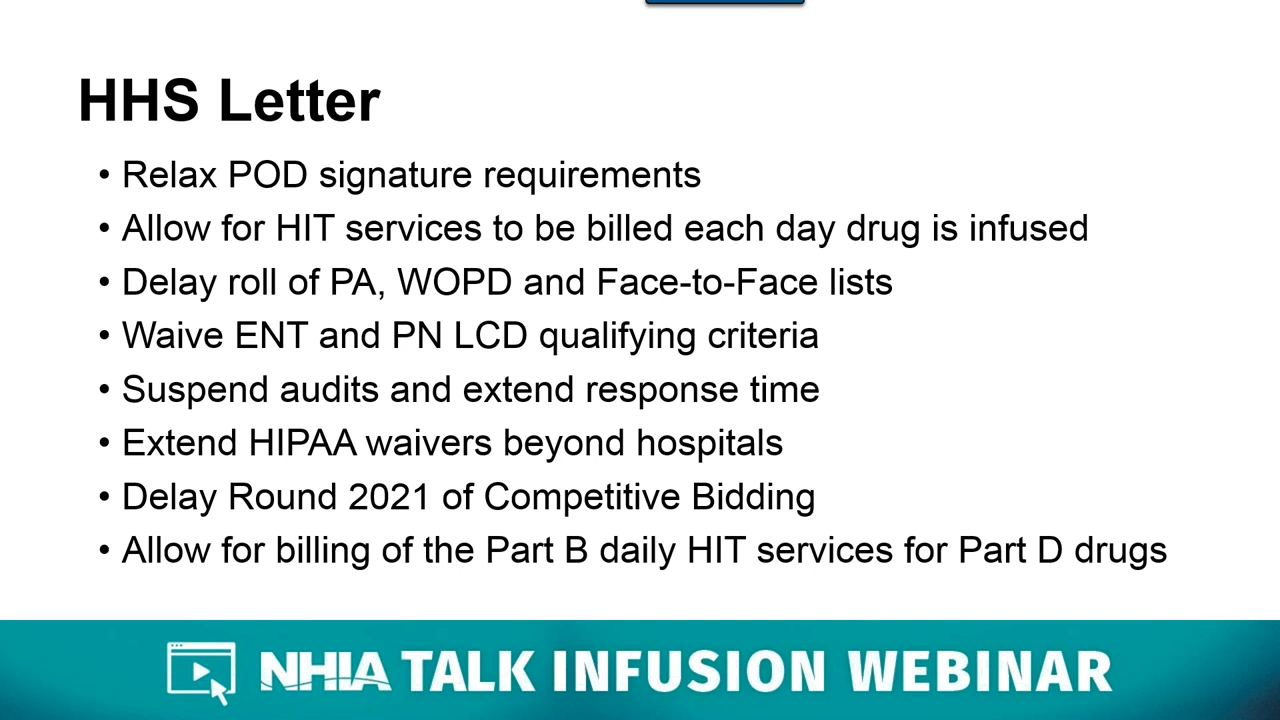 HHS Letter
• Relax POD signature requirements
• Allow for HIT services to be billed each day drug is infused
• Delay roll of PA, WOPD and Face-to-Face lists
• Waive ENT and PN LCD qualifying criteria
• Suspend audits and extend response time
• Extend HIPAA waivers beyond hospitals
• Delay Round 2021 of Competitive Bidding
• Allow for billing of the Part B daily HIT services for Part D drugs
NHIA TALK INFUSION WEBINAR